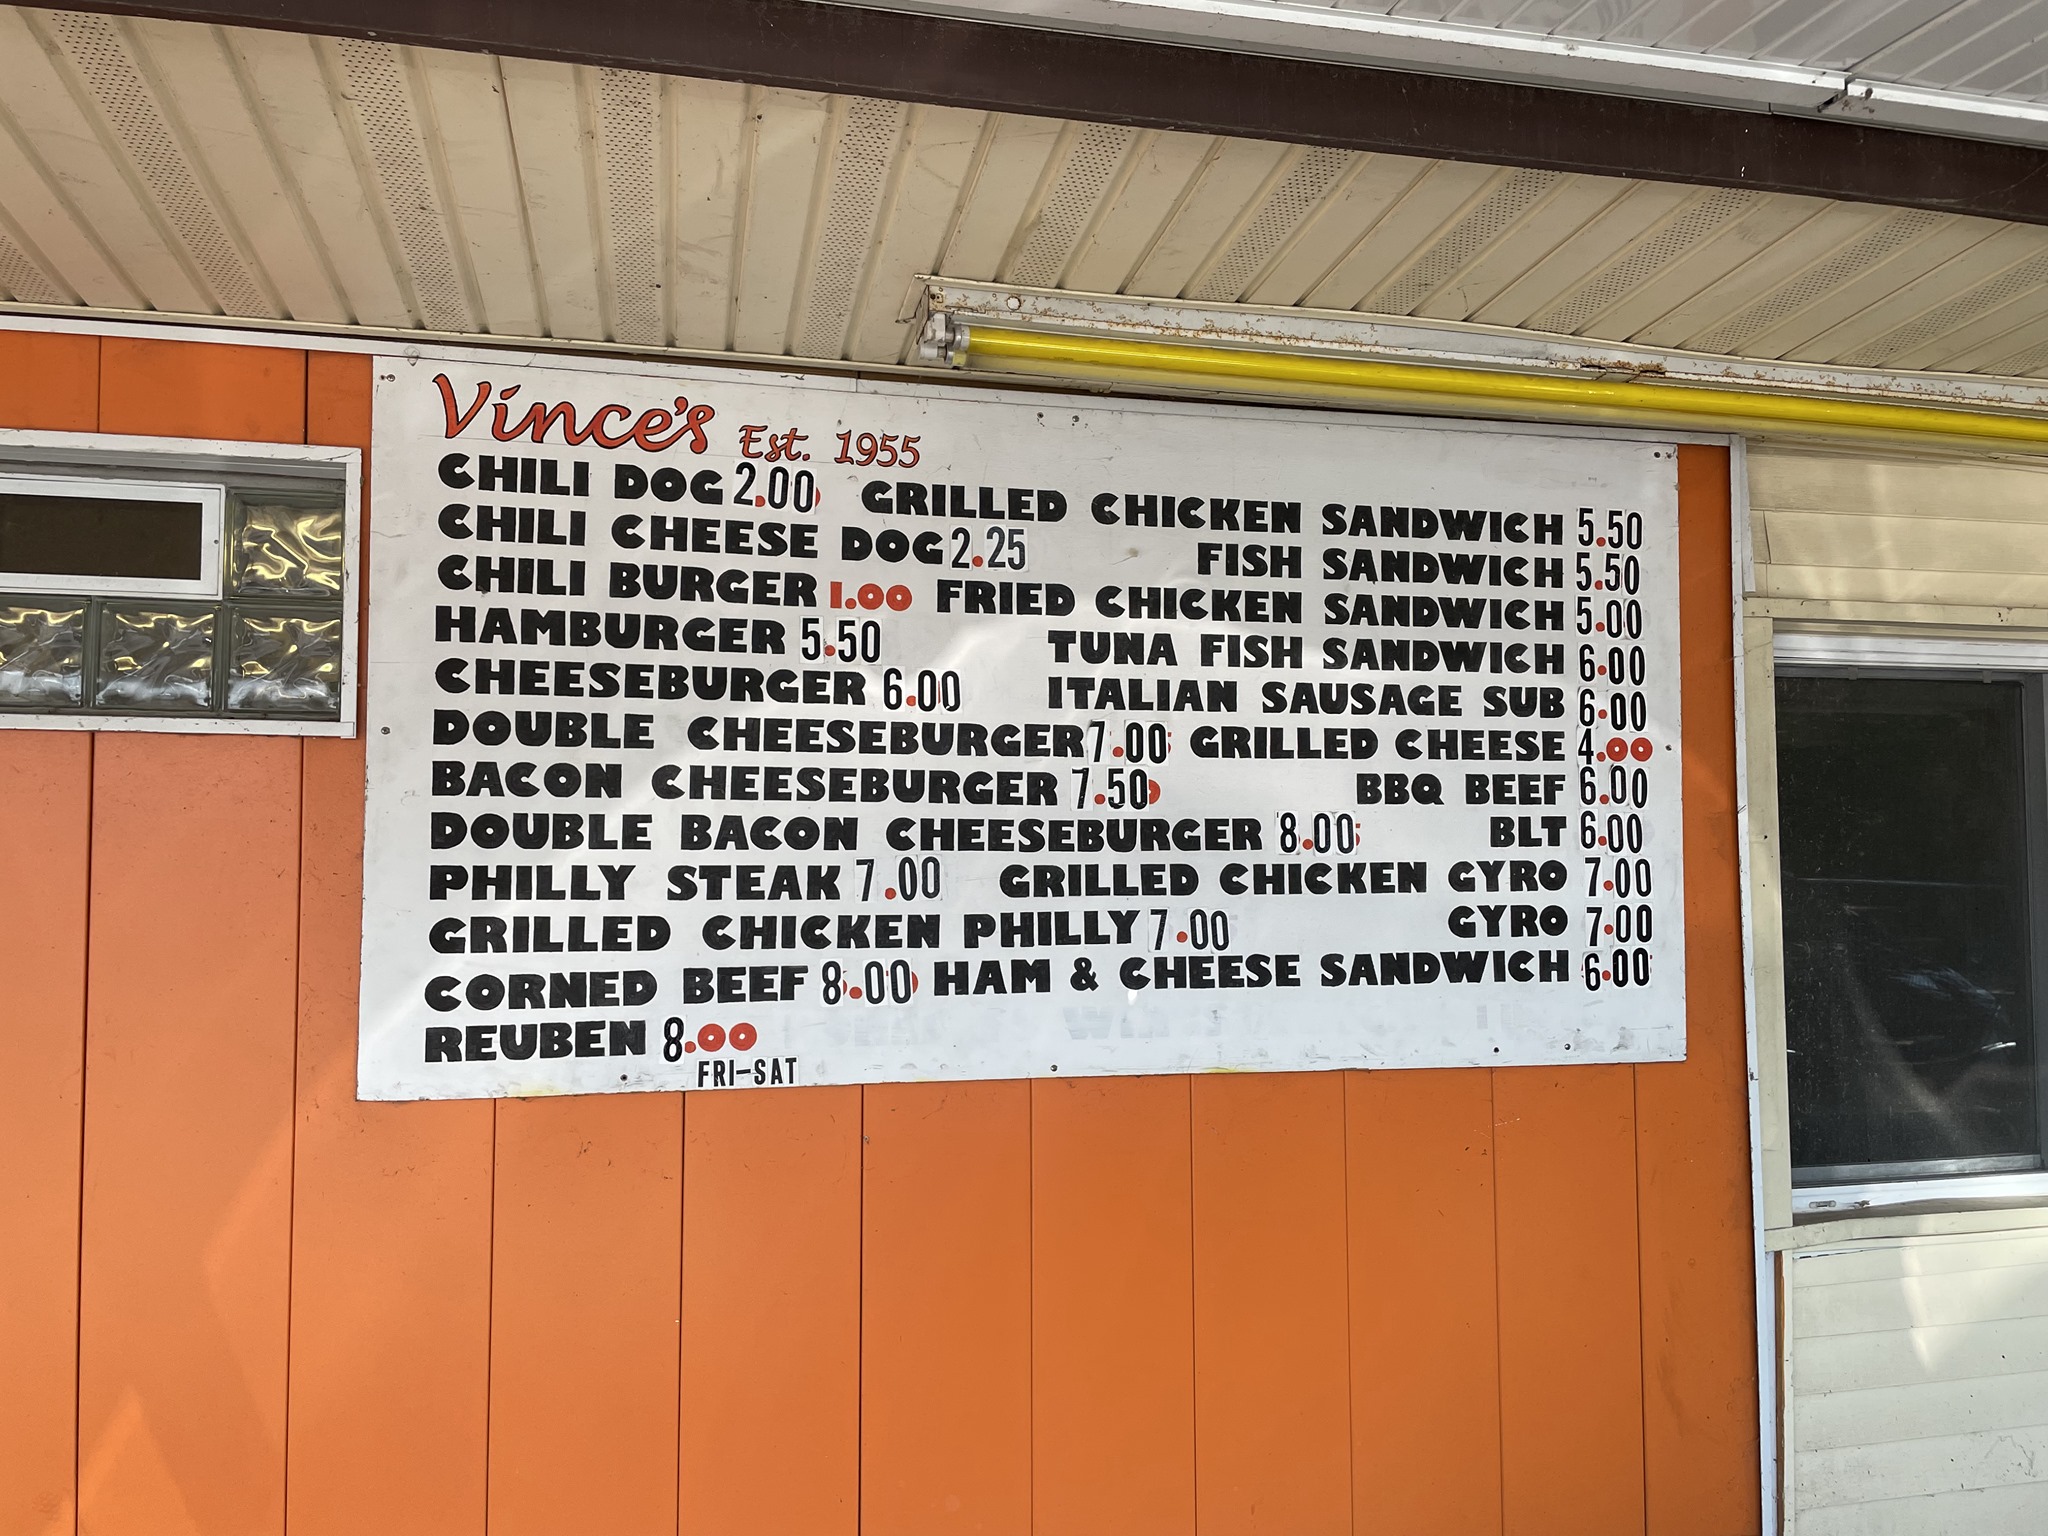 Vince's Est. 1955
CHILI DOG 2.00 GRILLED CHICKEN SANDWICH 5.50
CHILI CHEESE DOG 2.25 FISH SANDWICH 5.50
CHILI BURGER 1.00 FRIED CHICKEN SANDWICH 5.00
HAMBURGER 5.50 TUNA FISH SANDWICH 6.00
CHEESEBURGER 6.00 ITALIAN SAUSAGE SUB 6.00
DOUBLE CHEESEBURGER 7.00 GRILLED CHEESE 4.00
BACON CHEESEBURGER 7.50 BBQ BEEF 6.00
DOUBLE BACON CHEESEBURGER 8.00 BLT 6.00
PHILLY STEAK 7.00 GRILLED CHICKEN GYRO 7.00
GRILLED CHICKEN PHILLY 7.00 GYRO 7.00
CORNED BEEF 8.00 HAM & CHEESE SANDWICH 6.00
REUBEN 8.00
FRI-SAT